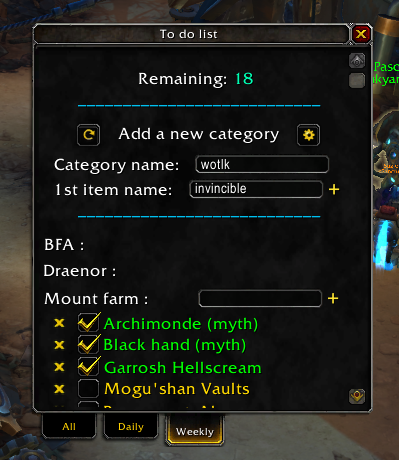 To do list
Remaining: 18
Add a new category
Category name: wotlk
1st item name: invincible
BFA :
Draenor :
Mount farm :
Archimonde (myth)
Black hand (myth)
Garrosh Hellscream
Mogu'shan Vaults
All
Daily
Weekly